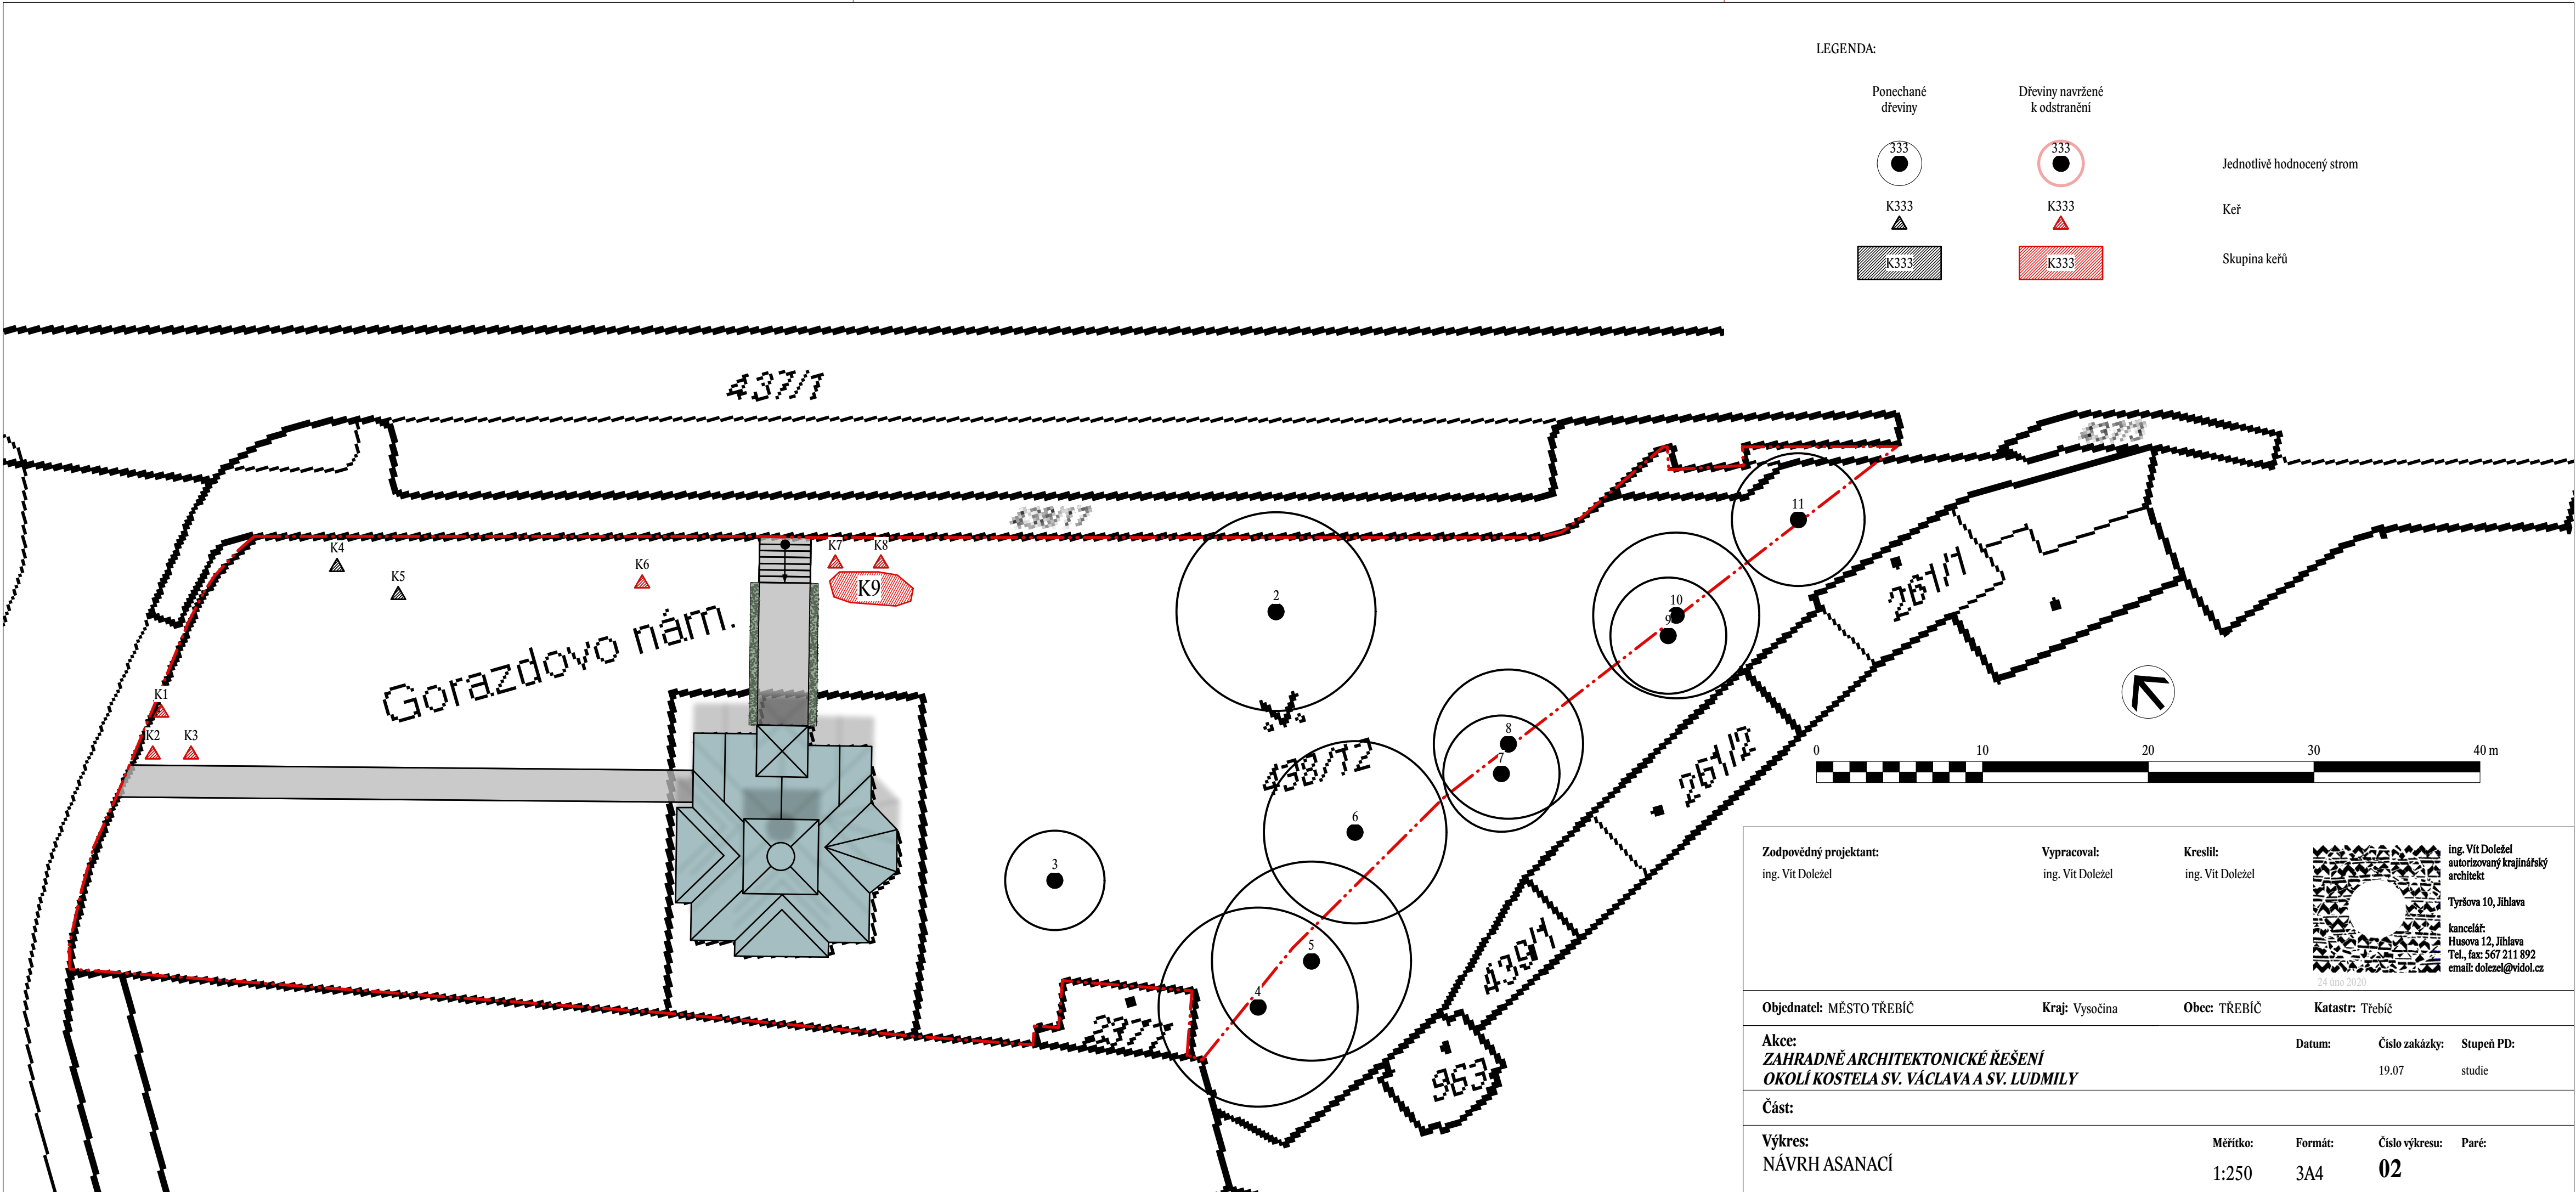 LEGENDA:
Ponechané
dřeviny
Dřeviny navržené
k odstranění
333
333
Jednotlivě hodnocený strom
K333
K333
Keř
K333
K333
Skupina keřů
437/1
K4
K5
K6
K7
K8
K9
Gorazdovo nám.
K1
K2
K3
2
3
4
5
6
7
8
9
10
11
438/12
261/1
261/2
439/1
963
0 10 20 30 40 m
Zodpovědný projektant:
ing. Vít Doležel
Vypracoval:
ing. Vít Doležel
Kreslil:
ing. Vít Doležel
ing. Vít Doležel
autorizovaný krajinářský
architekt
Tyršova 10, Jihlava
kancelář:
Husova 12, Jihlava
Tel., fax: 567 211 892
email: dolezel@vidol.cz
24 úno 2020
Objednatel: MĚSTO TŘEBÍČ Kraj: Vysočina Obec: TŘEBÍČ Katastr: Třebíč
Akce:
ZAHRADNĚ ARCHITEKTONICKÉ ŘEŠENÍ
OKOLÍ KOSTELA SV. VÁCLAVA A SV. LUDMILY
Datum:
Číslo zakázky:
19.07
Stupeň PD:
studie
Část:
Výkres:
NÁVRH ASANACÍ
Měřítko:
1:250
Formát:
3A4
Číslo výkresu:
02
Paré: